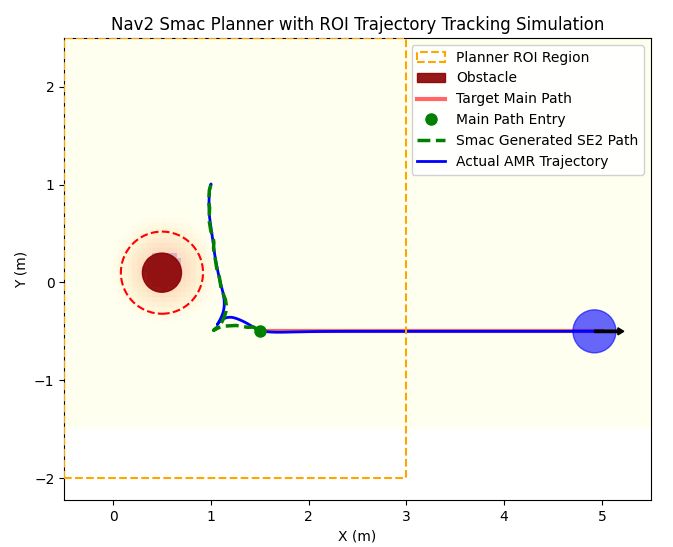 Nav2 Smac Planner with ROI Trajectory Tracking Simulation
Planner ROI Region
Obstacle
Target Main Path
Main Path Entry
Smac Generated SE2 Path
Actual AMR Trajectory
Y (m)
2
1
0
−1
−2
0
1
2
3
4
5
X (m)